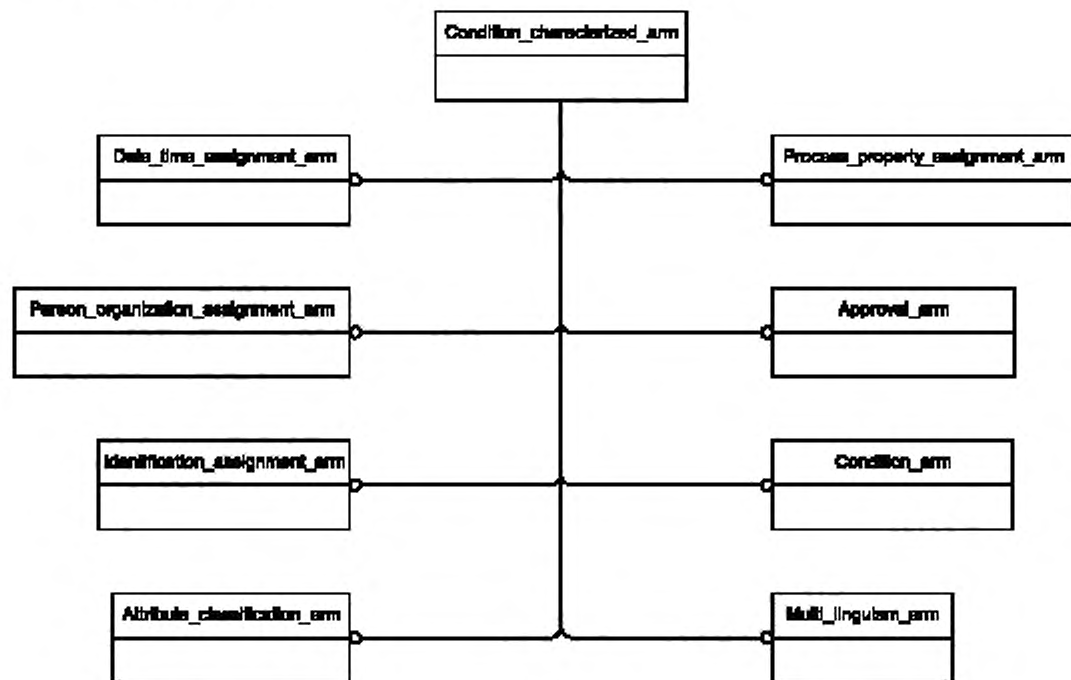 Condition_characterized_arm
Date_time_assignment_arm
Process_property_assignment_arm
Person_organization_assignment_arm
Approval_arm
Identification_assignment_arm
Condition_arm
Attribute_classification_arm
Multi_linguism_arm